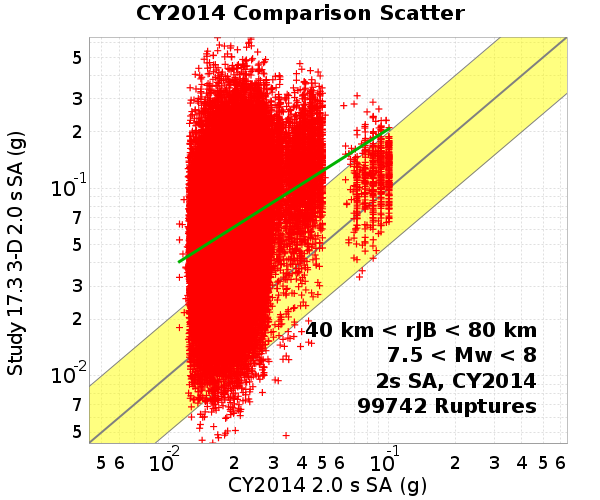 CY2014 Comparison Scatter
Study 17.3 3-D 2.0 s SA (g)
5
3
2
10-1
7
5
3
2
10-2
7
5
40 km < rJB < 80 km
7.5 < Mw < 8
2s SA, CY2014
99742 Ruptures
5 6 10-2 2 3 4 5 6 10-1 2 3 4 5 6
CY2014 2.0 s SA (g)